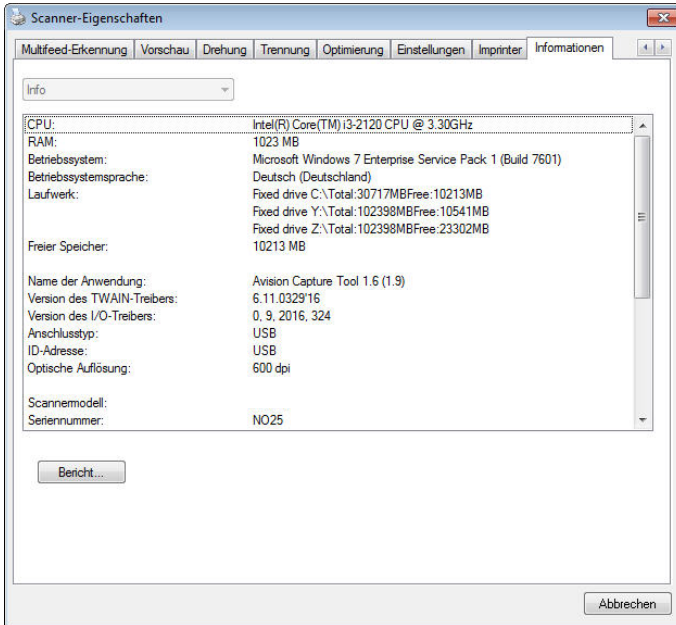 Scanner-Eigenschaften
Multifeed-Erkennung Vorschau Drehung Trennung Optimierung Einstellungen Imprinter Informationen
Info
CPU: Intel(R) Core(TM) i3-2120 CPU @ 3.30GHz
RAM: 1023 MB
Betriebssystem: Microsoft Windows 7 Enterprise Service Pack 1 (Build 7601)
Betriebssystemsprache: Deutsch (Deutschland)
Laufwerk: Fixed drive C:\Total:30717MBFree:10213MB
Fixed drive Y:\Total:102398MBFree:10541MB
Fixed drive Z:\Total:102398MBFree:23302MB
Freier Speicher: 10213 MB
Name der Anwendung: Avision Capture Tool 1.6 (1.9)
Version des TWAIN-Treibers: 6.11.0329'16
Version des I/O-Treibers: 0, 9, 2016, 324
Anschlusstyp: USB
ID-Adresse: USB
Optische Auflösung: 600 dpi
Scannermodell:
Seriennummer: NO25
Bericht...
Abbrechen